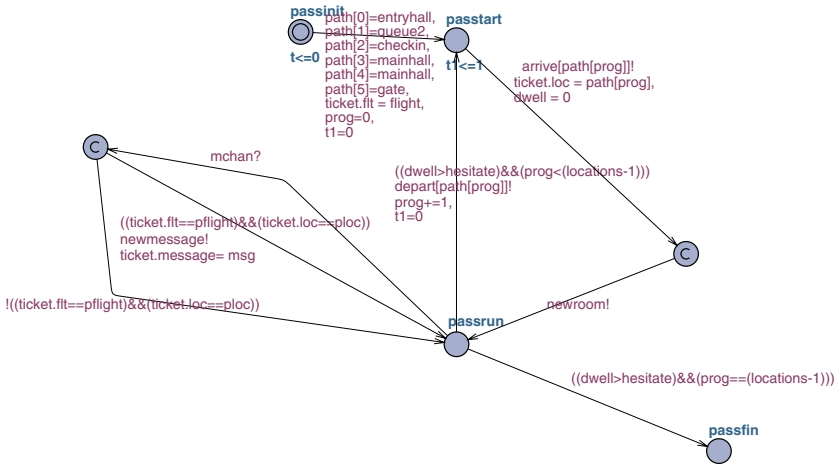 passinit
path[0]=entryhall,
path[1]=queue2,
path[2]=checkin,
path[3]=mainhall,
path[4]=mainhall,
path[5]=gate,
ticket.flt = flight,
prog=0,
t1=0
t<=0
passtart
t1<=1
arrive[path[prog]]!
ticket.loc = path[prog],
dwell = 0
C
mchan?
((dwell>hesitate)&&(prog<(locations-1)))
depart[path[prog]]!
prog+=1,
t1=0
((ticket.flt==pflight)&&(ticket.loc==ploc))
newmessage!
ticket.message= msg
C
!((ticket.flt==pflight)&&(ticket.loc==ploc))
newroom!
passrun
((dwell>hesitate)&&(prog==(locations-1)))
passfin